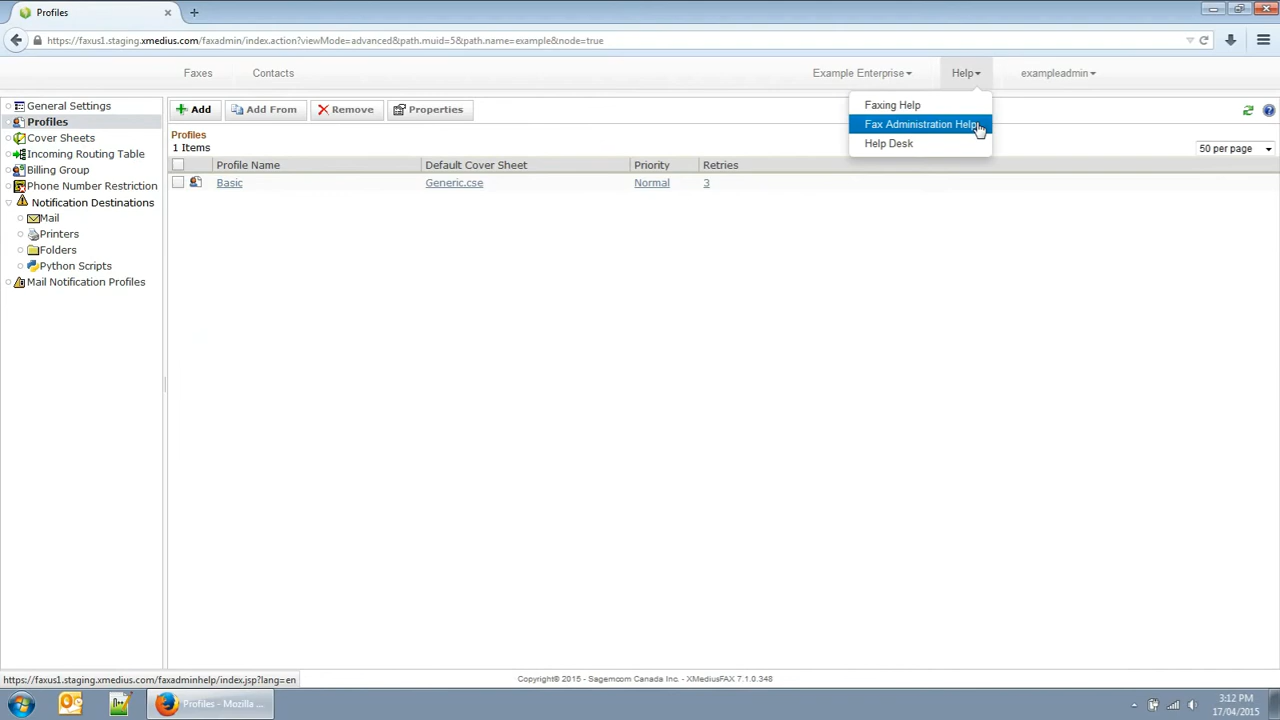 Profiles
https://faxus1.staging.xmedius.com/faxadmin/index.action?viewMode=advanced&path.muid=5&path.name=example&node=true
Faxes Contacts Example Enterprise Help exampleadmin
Faxing Help
Fax Administration Help
Help Desk
General Settings
Profiles
Cover Sheets
Incoming Routing Table
Billing Group
Phone Number Restriction
Notification Destinations
Mail
Printers
Folders
Python Scripts
Mail Notification Profiles
Add Add From Remove Properties
Profiles
1 Items
50 per page
Profile Name Default Cover Sheet Priority Retries
Basic Generic.cse Normal 3
https://faxus1.staging.xmedius.com/faxadminhelp/index.jsp?lang=en
Copyright© 2015 - Sagemcom Canada Inc. - XMediusFAX 7.1.0.348
Profiles - Mozilla ...
3:12 PM
17/04/2015